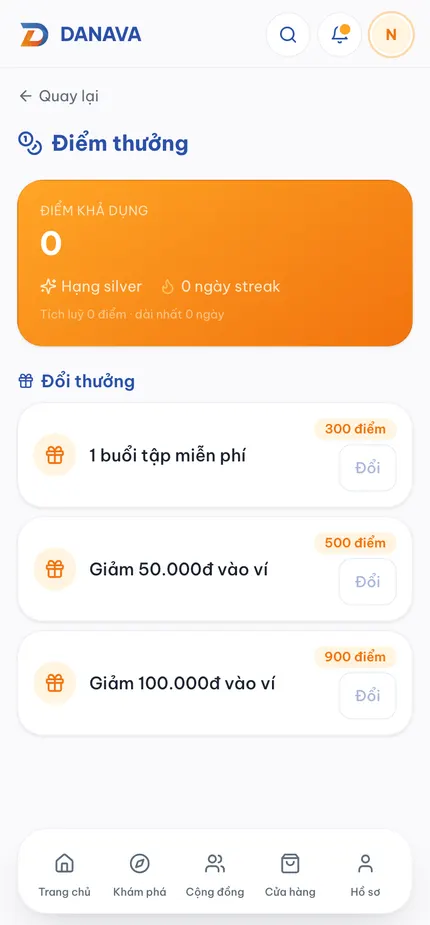 DANAVA
N
Quay lại
Điểm thưởng
ĐIỂM KHẢ DỤNG
0
Hạng silver 0 ngày streak
Tích luỹ 0 điểm · dài nhất 0 ngày
Đổi thưởng
300 điểm
1 buổi tập miễn phí
Đổi
500 điểm
Giảm 50.000đ vào ví
Đổi
900 điểm
Giảm 100.000đ vào ví
Đổi
Trang chủ Khám phá Cộng đồng Cửa hàng Hồ sơ